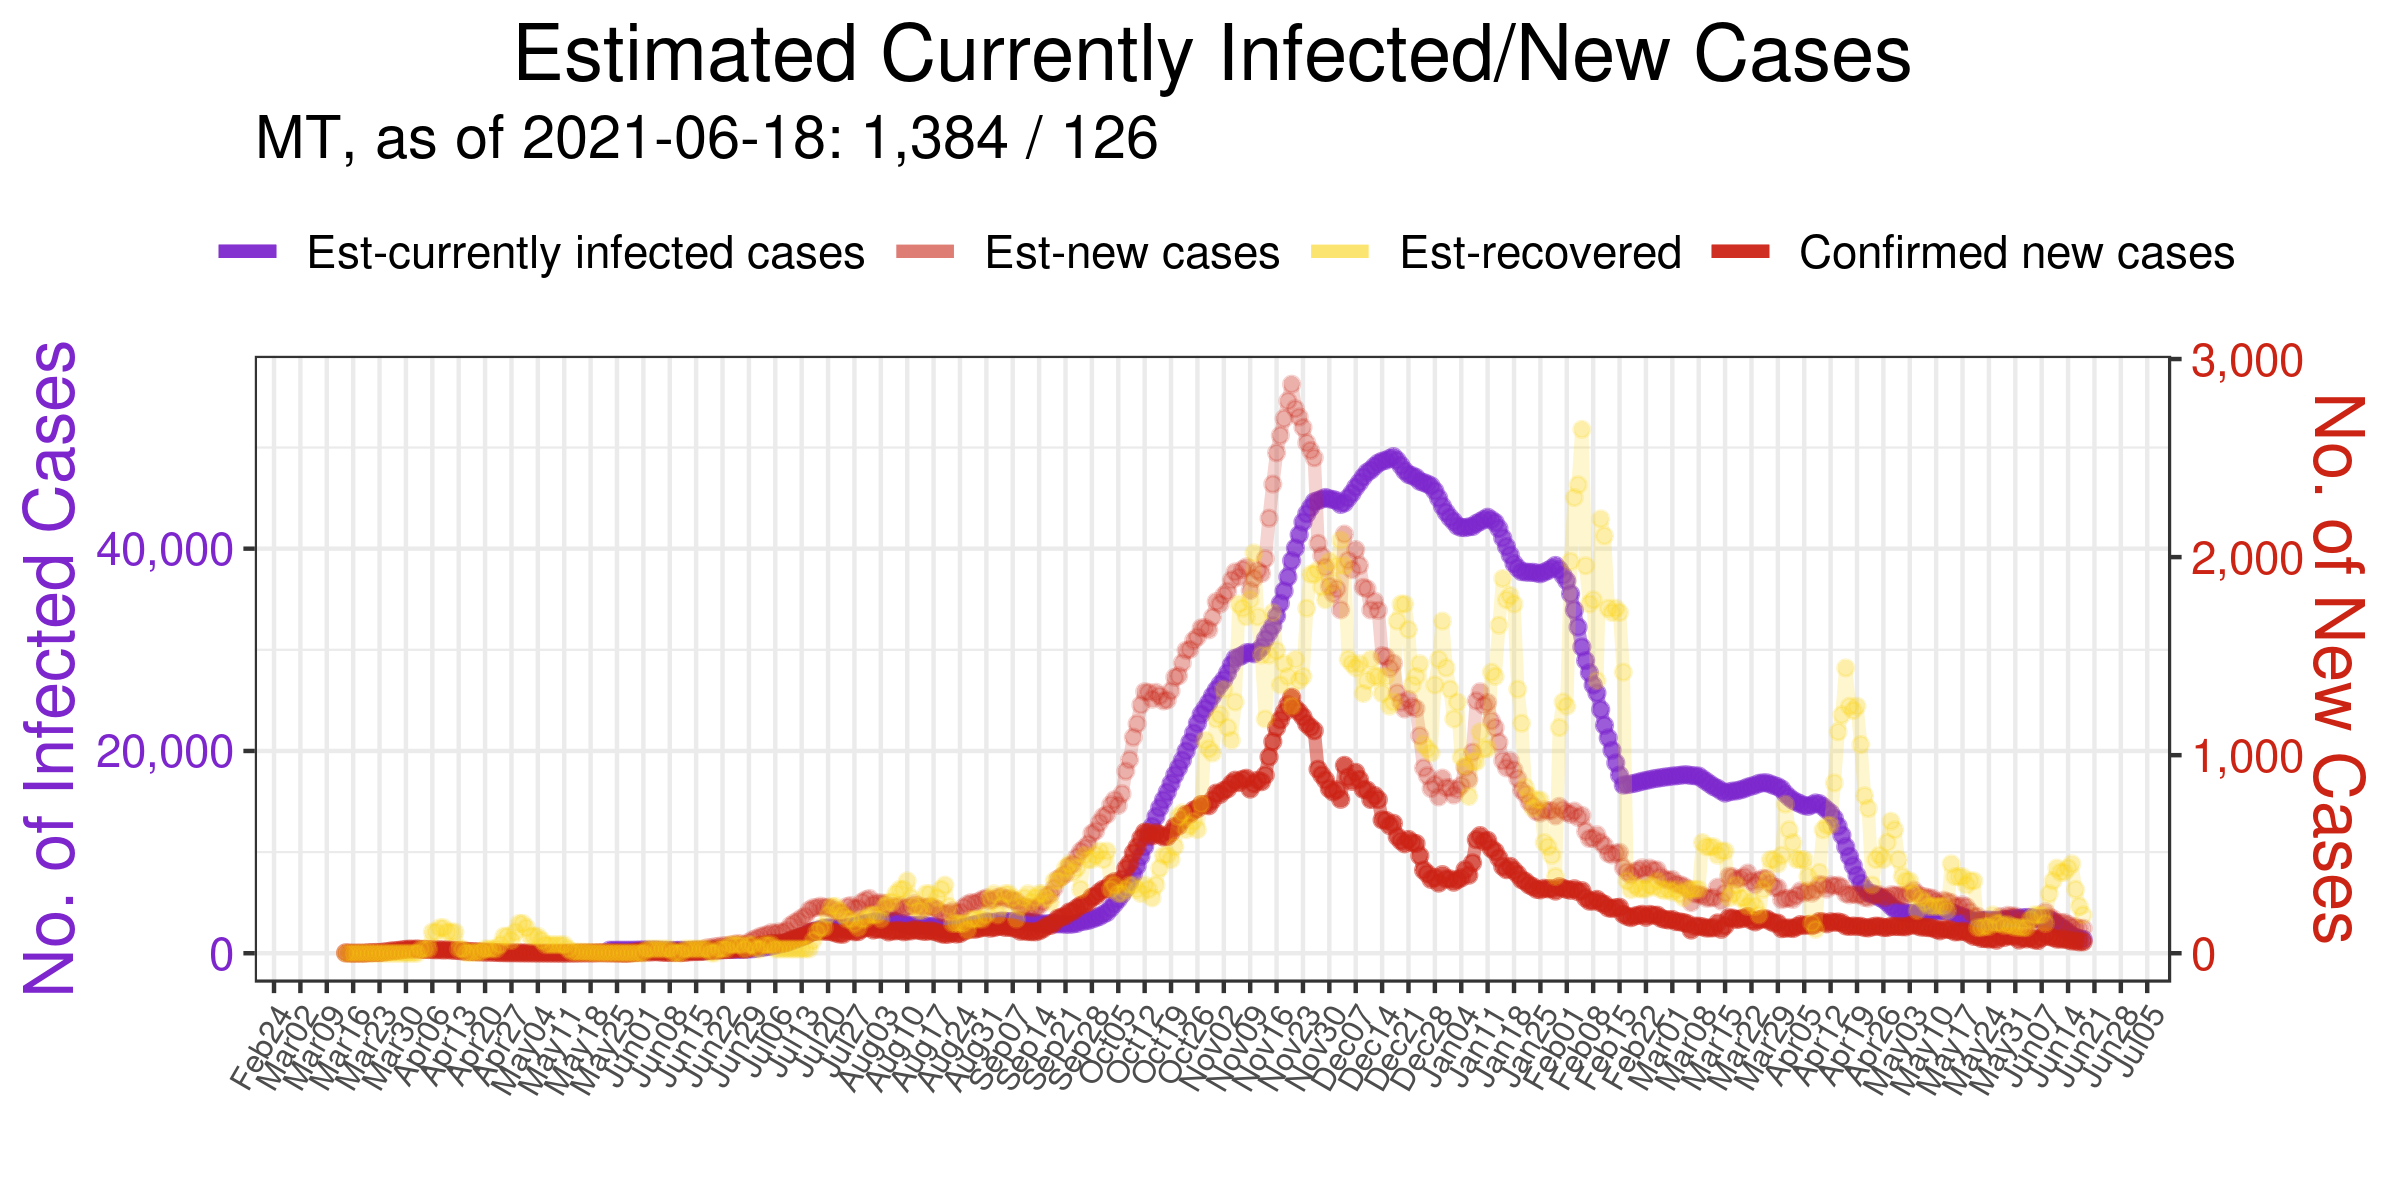 Estimated Currently Infected/New Cases
MT, as of 2021-06-18: 1,384 / 126
Est-currently infected cases
Est-new cases
Est-recovered
Confirmed new cases
No. of Infected Cases
40,000
20,000
0
3,000
2,000
1,000
0
No. of New Cases
Feb24
Mar02
Mar09
Mar16
Mar23
Mar30
Apr06
Apr13
Apr20
Apr27
May04
May11
May18
May25
Jun01
Jun08
Jun15
Jun22
Jun29
Jul06
Jul13
Jul20
Jul27
Aug03
Aug10
Aug17
Aug24
Aug31
Sep07
Sep14
Sep21
Sep28
Oct05
Oct12
Oct19
Oct26
Nov02
Nov09
Nov16
Nov23
Nov30
Dec07
Dec14
Dec21
Dec28
Jan04
Jan11
Jan18
Jan25
Feb01
Feb08
Feb15
Feb22
Mar01
Mar08
Mar15
Mar22
Mar29
Apr05
Apr12
Apr19
Apr26
May03
May10
May17
May24
May31
Jun07
Jun14
Jun21
Jun28
Jul05